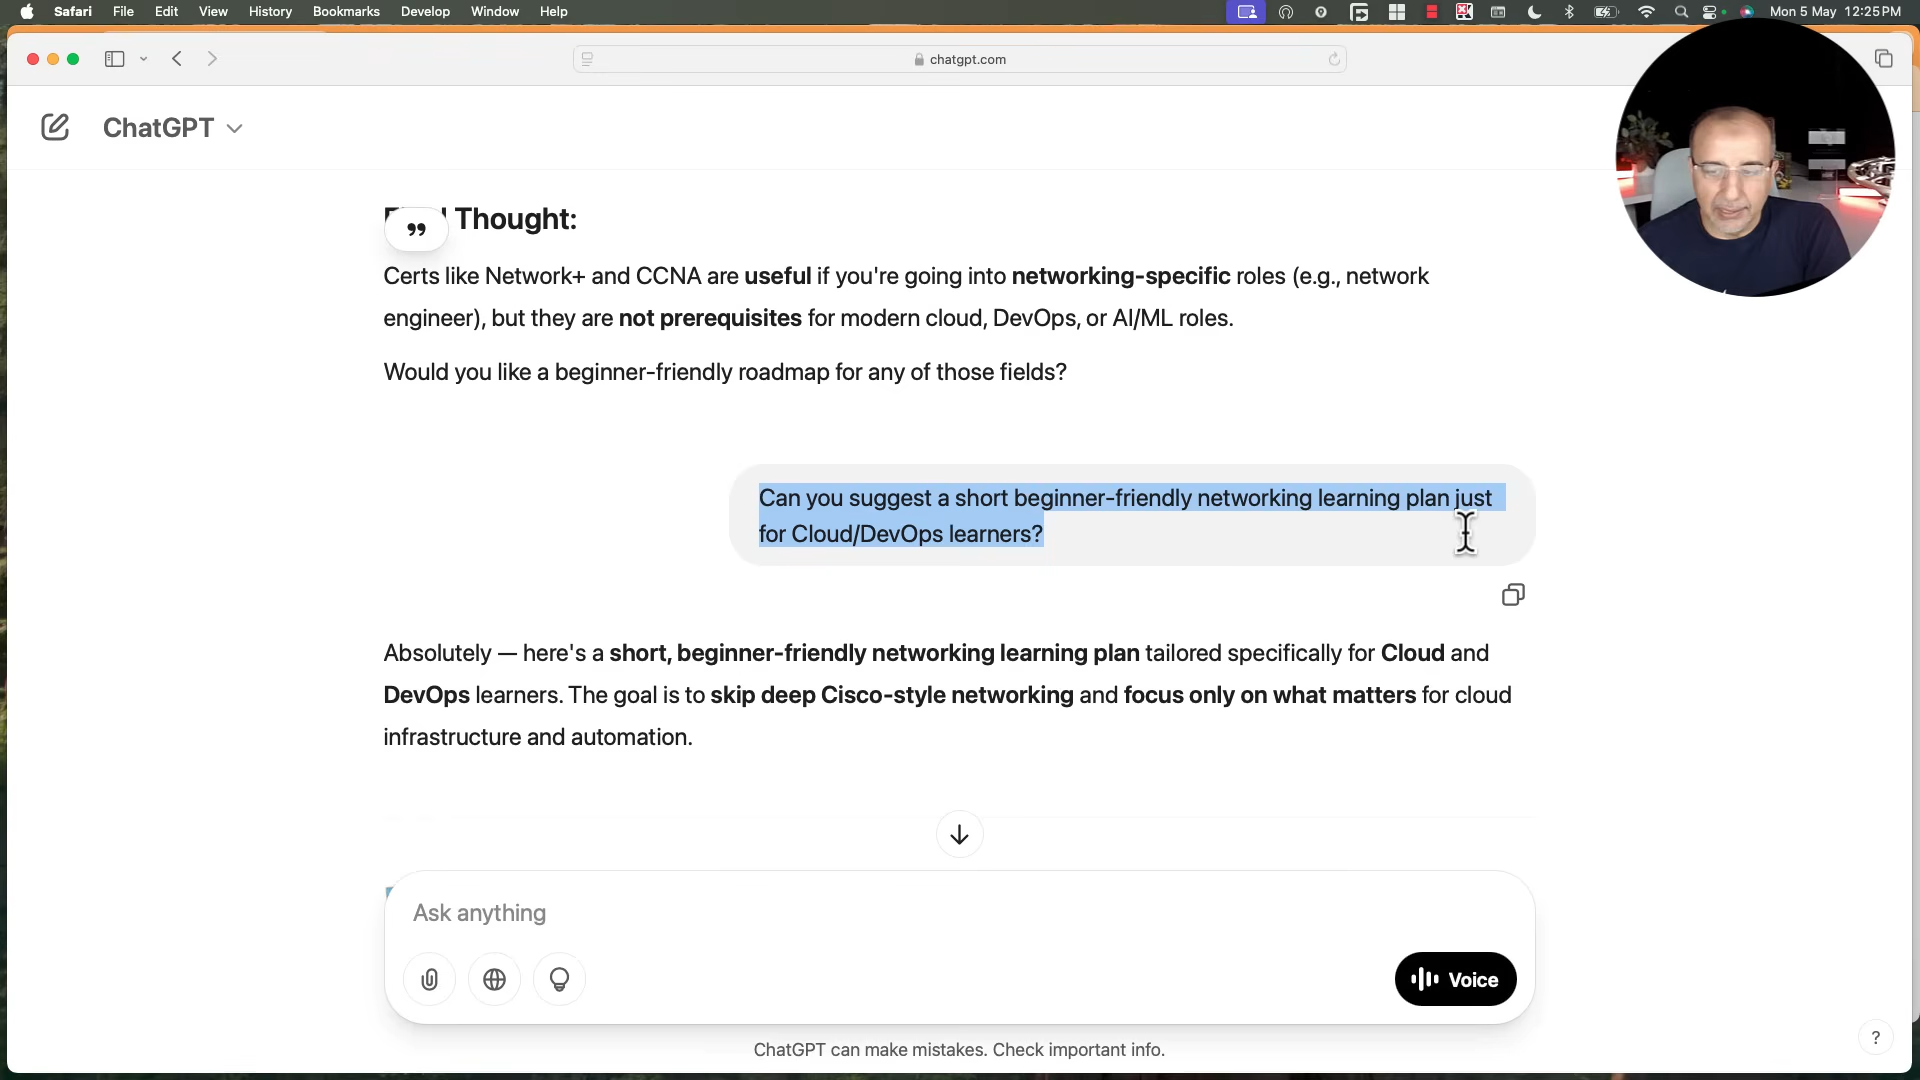 Safari File Edit View History Bookmarks Develop Window Help Mon 5 May 12:25 PM
chatgpt.com
ChatGPT
Thought:
Certs like Network+ and CCNA are useful if you're going into networking-specific roles (e.g., network
engineer), but they are not prerequisites for modern cloud, DevOps, or AI/ML roles.
Would you like a beginner-friendly roadmap for any of those fields?
Can you suggest a short beginner-friendly networking learning plan just
for Cloud/DevOps learners?
Absolutely — here's a short, beginner-friendly networking learning plan tailored specifically for Cloud and
DevOps learners. The goal is to skip deep Cisco-style networking and focus only on what matters for cloud
infrastructure and automation.
Ask anything
Voice
ChatGPT can make mistakes. Check important info.
?